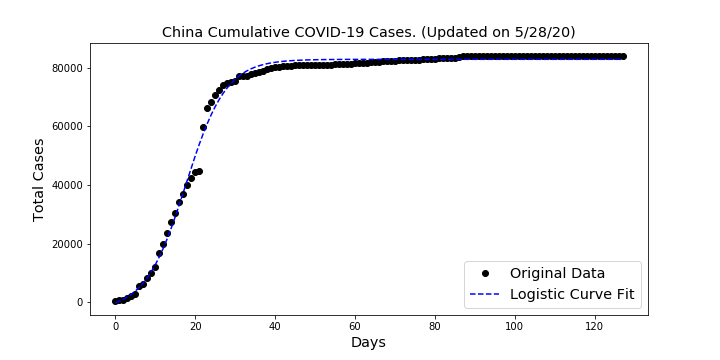 China Cumulative COVID-19 Cases. (Updated on 5/28/20)
Total Cases
80000
60000
40000
20000
0
Original Data
Logistic Curve Fit
0 20 40 60 80 100 120
Days